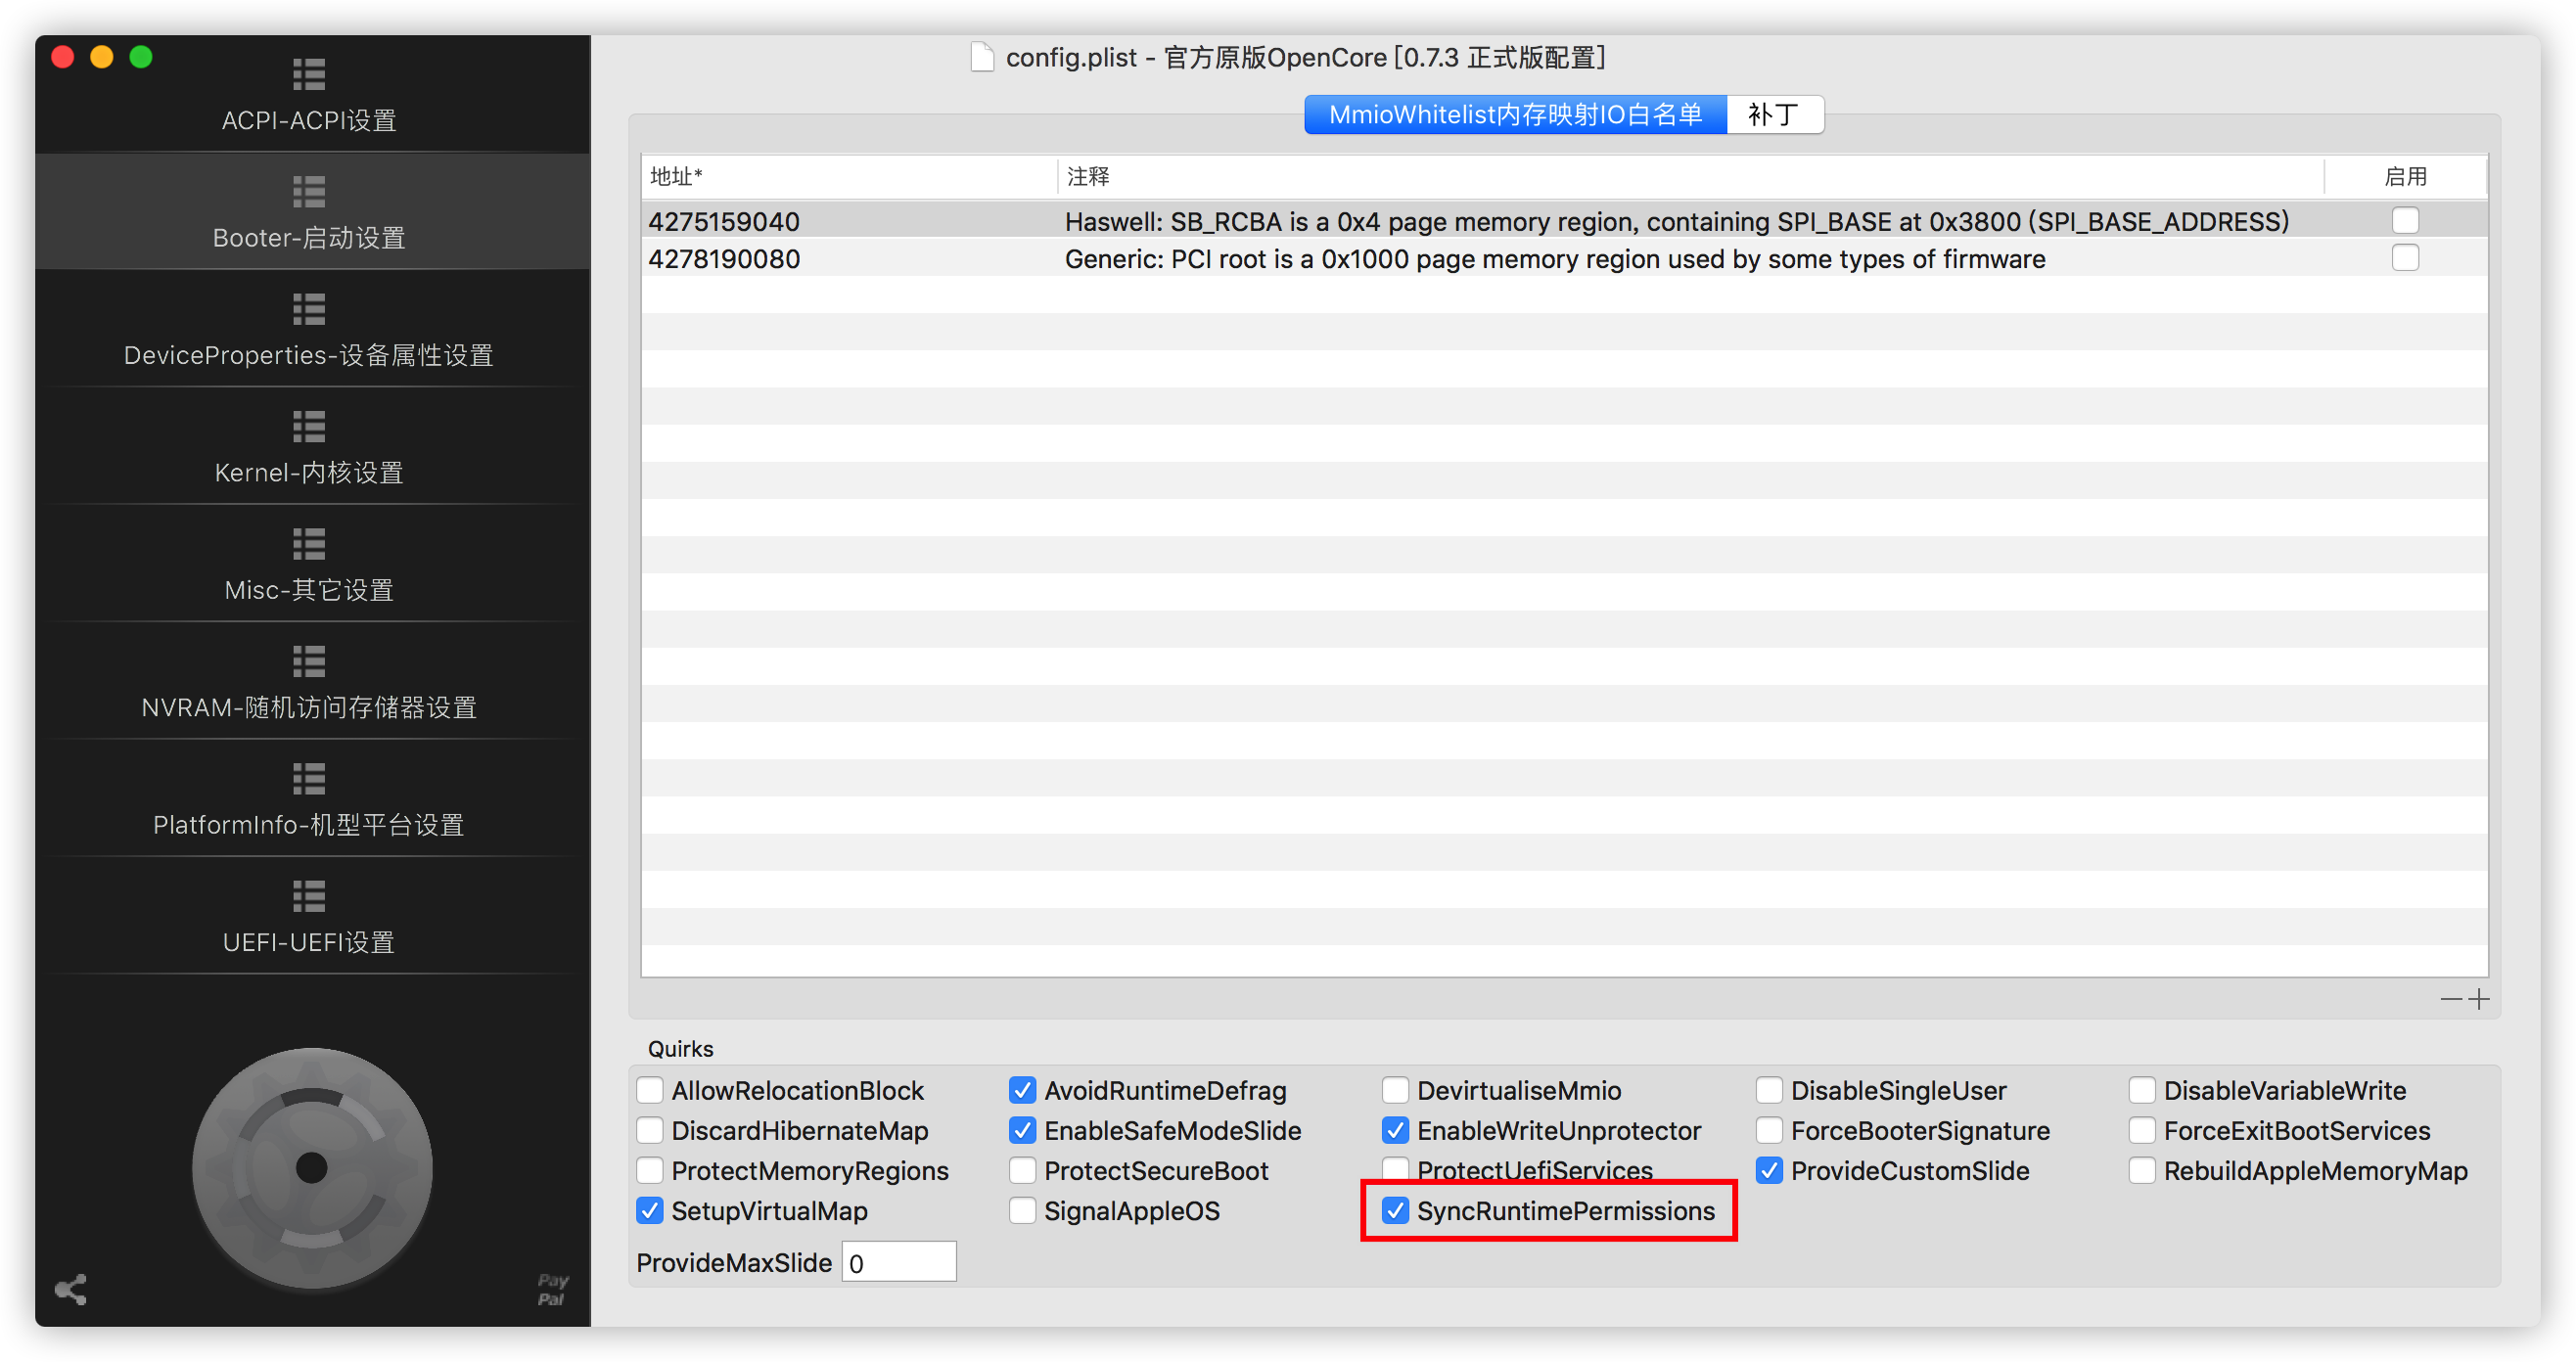 config.plist - 官方原版OpenCore [0.7.3 正式版配置]
ACPI-ACPI设置
Booter-启动设置
DeviceProperties-设备属性设置
Kernel-内核设置
Misc-其它设置
NVRAM-随机访问存储器设置
PlatformInfo-机型平台设置
UEFI-UEFI设置
Pay
Pal
MmioWhitelist内存映射IO白名单 补丁
地址* 注释 启用
4275159040 Haswell: SB_RCBA is a 0x4 page memory region, containing SPI_BASE at 0x3800 (SPI_BASE_ADDRESS)
4278190080 Generic: PCI root is a 0x1000 page memory region used by some types of firmware
Quirks
AllowRelocationBlock AvoidRuntimeDefrag DevirtualiseMmio DisableSingleUser DisableVariableWrite
DiscardHibernateMap EnableSafeModeSlide EnableWriteUnprotector ForceBooterSignature ForceExitBootServices
ProtectMemoryRegions ProtectSecureBoot ProtectUefiServices ProvideCustomSlide RebuildAppleMemoryMap
SetupVirtualMap SignalAppleOS SyncRuntimePermissions
ProvideMaxSlide 0